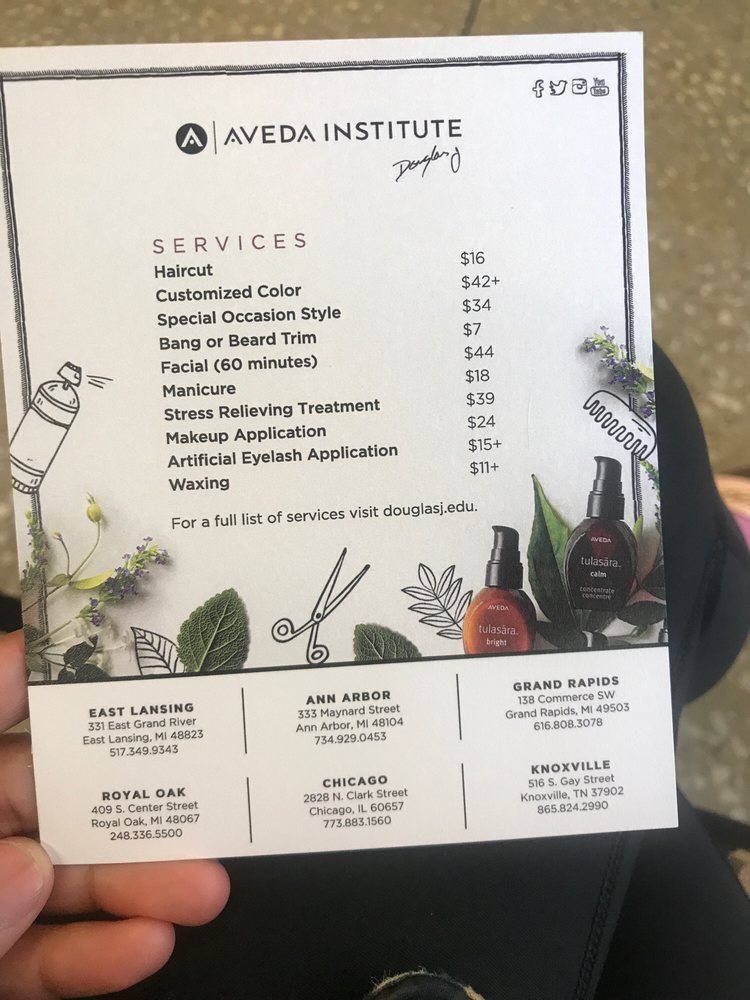 You
Tube
AVEDA INSTITUTE
Douglas J
SERVICES
Haircut $16
Customized Color $42+
Special Occasion Style $34
Bang or Beard Trim $7
Facial (60 minutes) $44
Manicure $18
Stress Relieving Treatment $39
Makeup Application $24
Artificial Eyelash Application $15+
Waxing $11+
For a full list of services visit douglasj.edu.
AVEDA
tulasāra.
calm
concentrate
concentré
AVEDA
tulasāra.
bright
EAST LANSING
331 East Grand River
East Lansing, MI 48823
517.349.9343
ANN ARBOR
333 Maynard Street
Ann Arbor, MI 48104
734.929.0453
GRAND RAPIDS
138 Commerce SW
Grand Rapids, MI 49503
616.808.3078
ROYAL OAK
409 S. Center Street
Royal Oak, MI 48067
248.336.5500
CHICAGO
2828 N. Clark Street
Chicago, IL 60657
773.883.1560
KNOXVILLE
516 S. Gay Street
Knoxville, TN 37902
865.824.2990